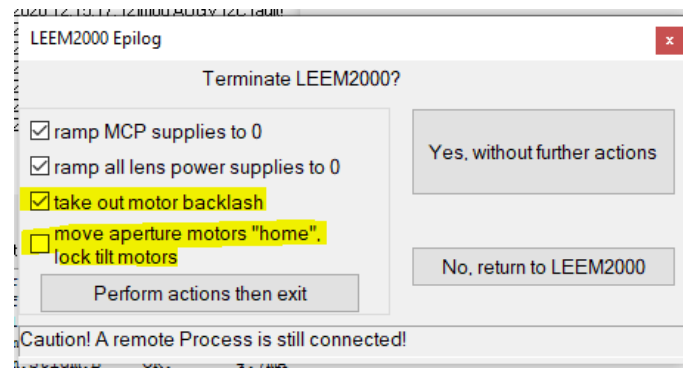 LEEM2000 Epilog
x
Terminate LEEM2000?
ramp MCP supplies to 0
ramp all lens power supplies to 0
take out motor backlash
move aperture motors "home",
lock tilt motors
Perform actions then exit
Yes, without further actions
No, return to LEEM2000
Caution! A remote Process is still connected!